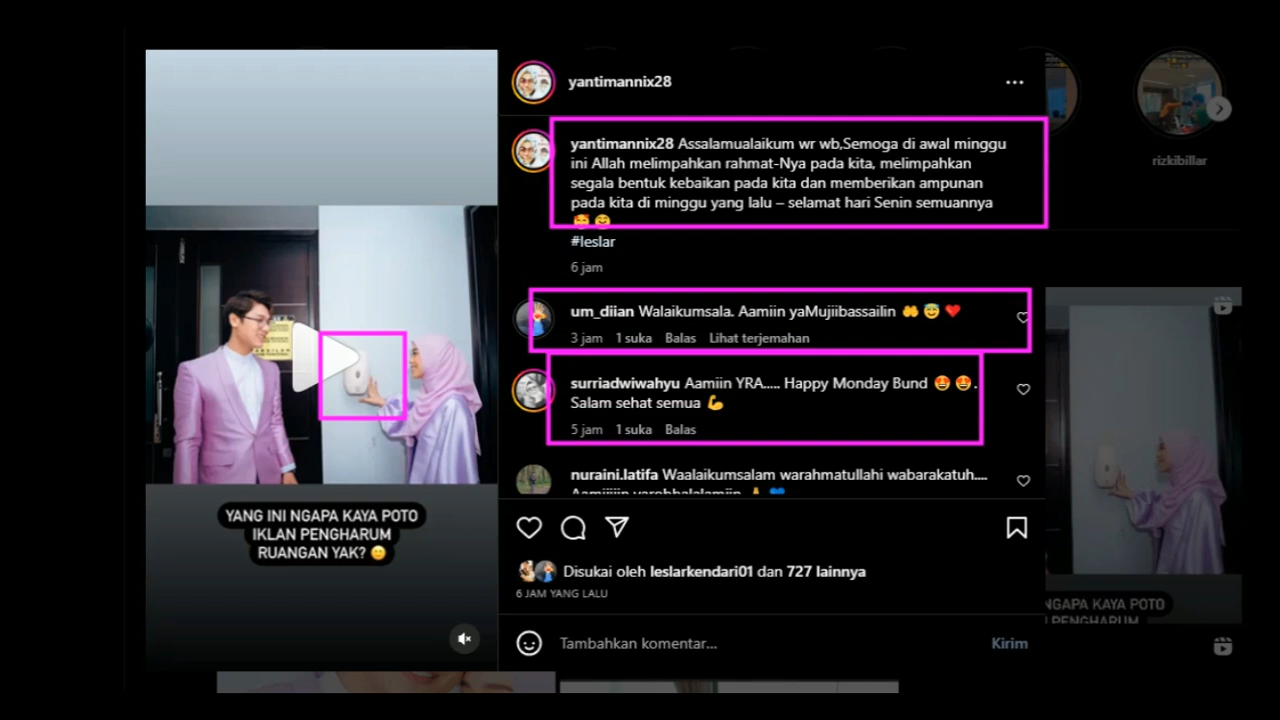 yantimannix28
yantimannix28 Assalamualaikum wr wb,Semoga di awal minggu
ini Allah melimpahkan rahmat-Nya pada kita, melimpahkan
segala bentuk kebaikan pada kita dan memberikan ampunan
pada kita di minggu yang lalu – selamat hari Senin semuannya
🥰 😊
#leslar
6 jam
um_diian Walaikumsala. Aamiin yaMujiibassailin 🤲 😇 ❤️
3 jam 1 suka Balas Lihat terjemahan
surriadwiwahyu Aamiin YRA..... Happy Monday Bund 😍 😍.
Salam sehat semua 💪
5 jam 1 suka Balas
nuraini.latifa Waalaikumsalam warahmatullahi wabarakatuh....
YANG INI NGAPA KAYA POTO
IKLAN PENGHARUM
RUANGAN YAK? 😊
Disukai oleh leslarkendari01 dan 727 lainnya
6 JAM YANG LALU
Tambahkan komentar...
Kirim
rizkibillar
NGAPA KAYA POTO
PENGHARUM